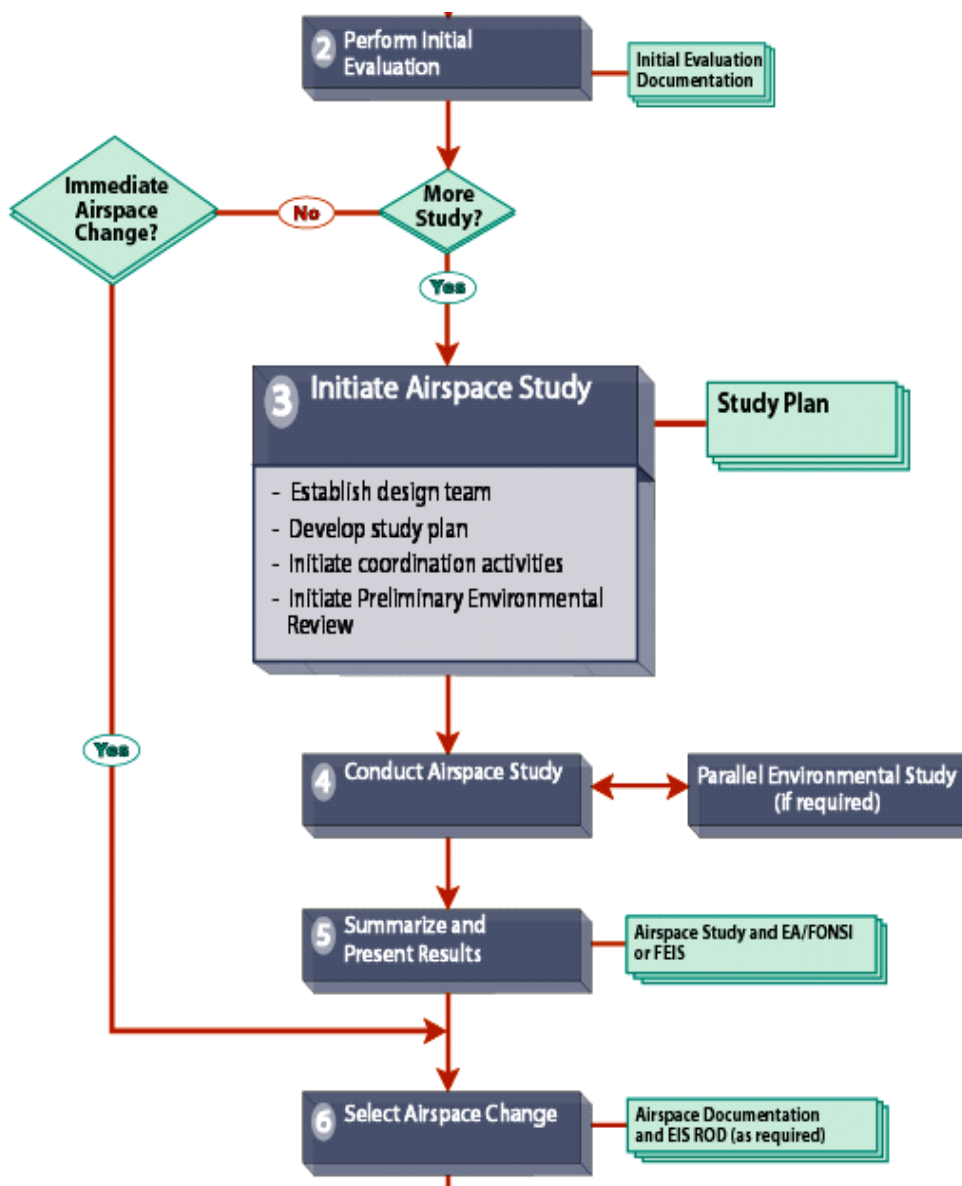 2 Perform Initial
Evaluation
Initial Evaluation
Documentation
Immediate
Airspace
Change?
No
More
Study?
Yes
3 Initiate Airspace Study
Study Plan
- Establish design team
- Develop study plan
- Initiate coordination activities
- Initiate Preliminary Environmental
Review
Yes
4 Conduct Airspace Study
Parallel Environmental Study
(if required)
5 Summarize and
Present Results
Airspace Study and EA/FONSI
or FEIS
6 Select Airspace Change
Airspace Documentation
and EIS ROD (as required)